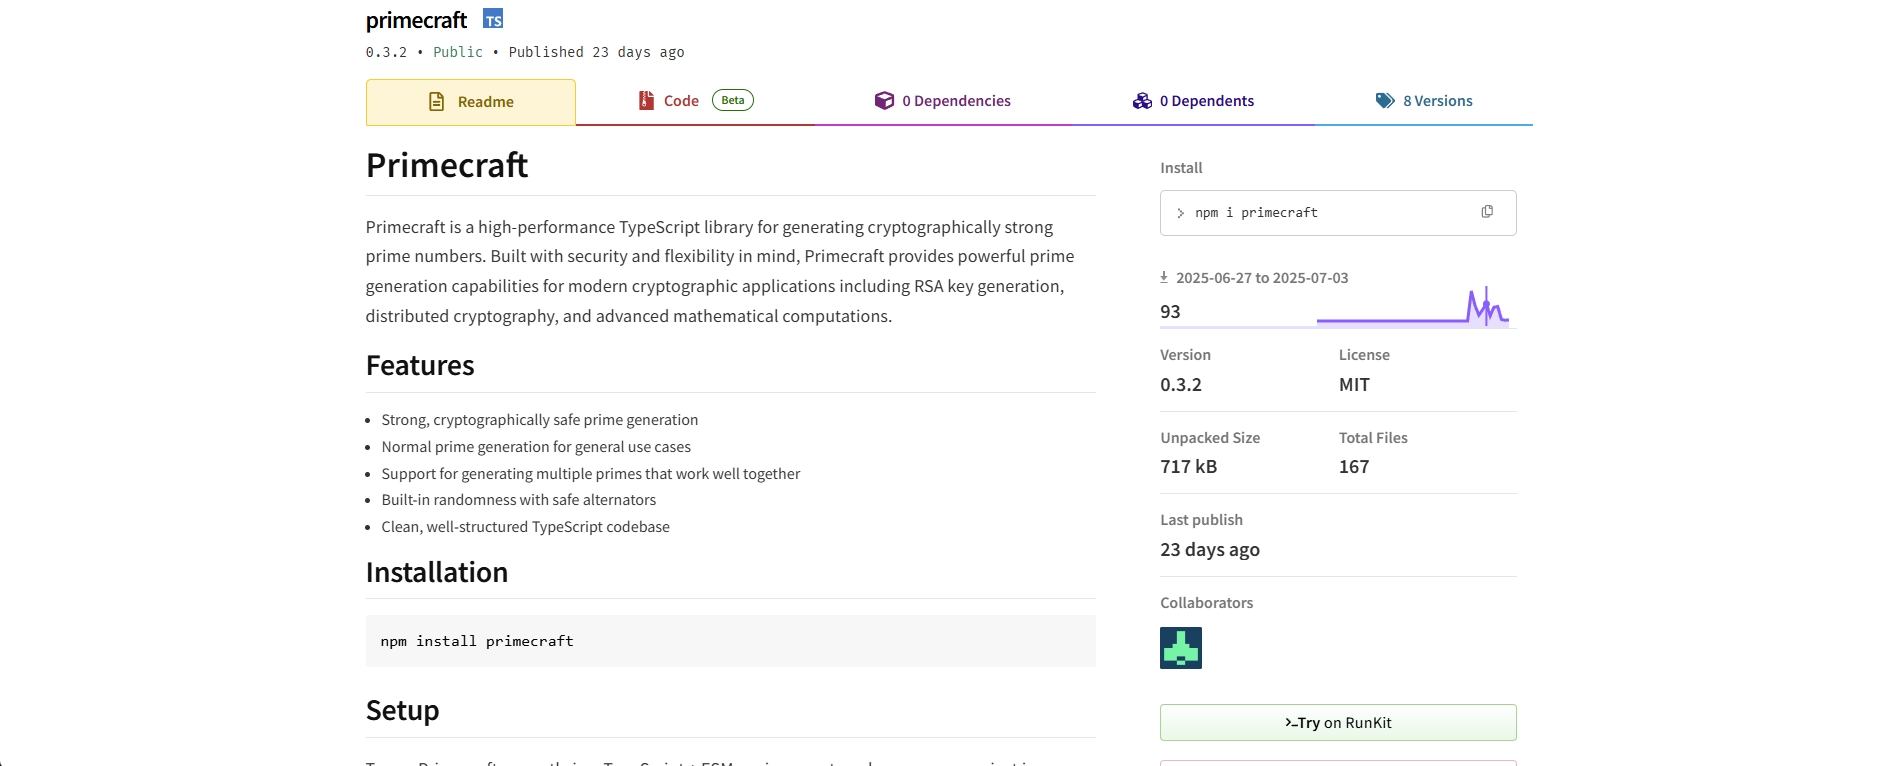 primecraft TS
0.3.2 • Public • Published 23 days ago
Readme
Code Beta
0 Dependencies
0 Dependents
8 Versions
Primecraft
Primecraft is a high-performance TypeScript library for generating cryptographically strong
prime numbers. Built with security and flexibility in mind, Primecraft provides powerful prime
generation capabilities for modern cryptographic applications including RSA key generation,
distributed cryptography, and advanced mathematical computations.
Features
• Strong, cryptographically safe prime generation
• Normal prime generation for general use cases
• Support for generating multiple primes that work well together
• Built-in randomness with safe alternators
• Clean, well-structured TypeScript codebase
Installation
npm install primecraft
Setup
Install
npm i primecraft
2025-06-27 to 2025-07-03
93
Version
0.3.2
License
MIT
Unpacked Size
717 kB
Total Files
167
Last publish
23 days ago
Collaborators
Try on RunKit